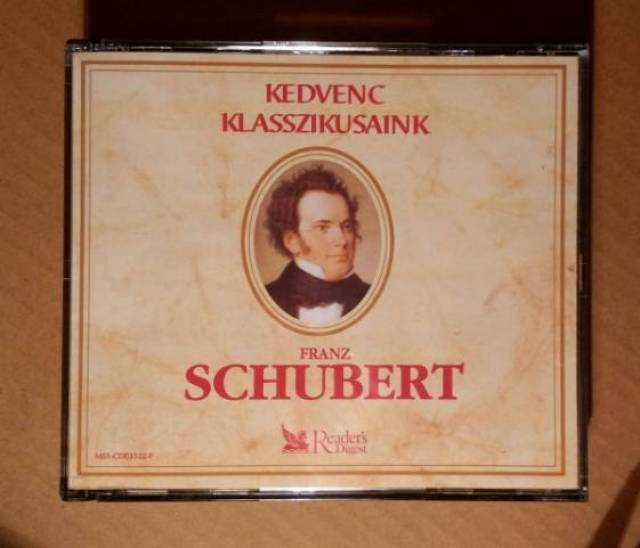 KEDVENC
KLASSZIKUSAINK
FRANZ
SCHUBERT
Reader's
Digest